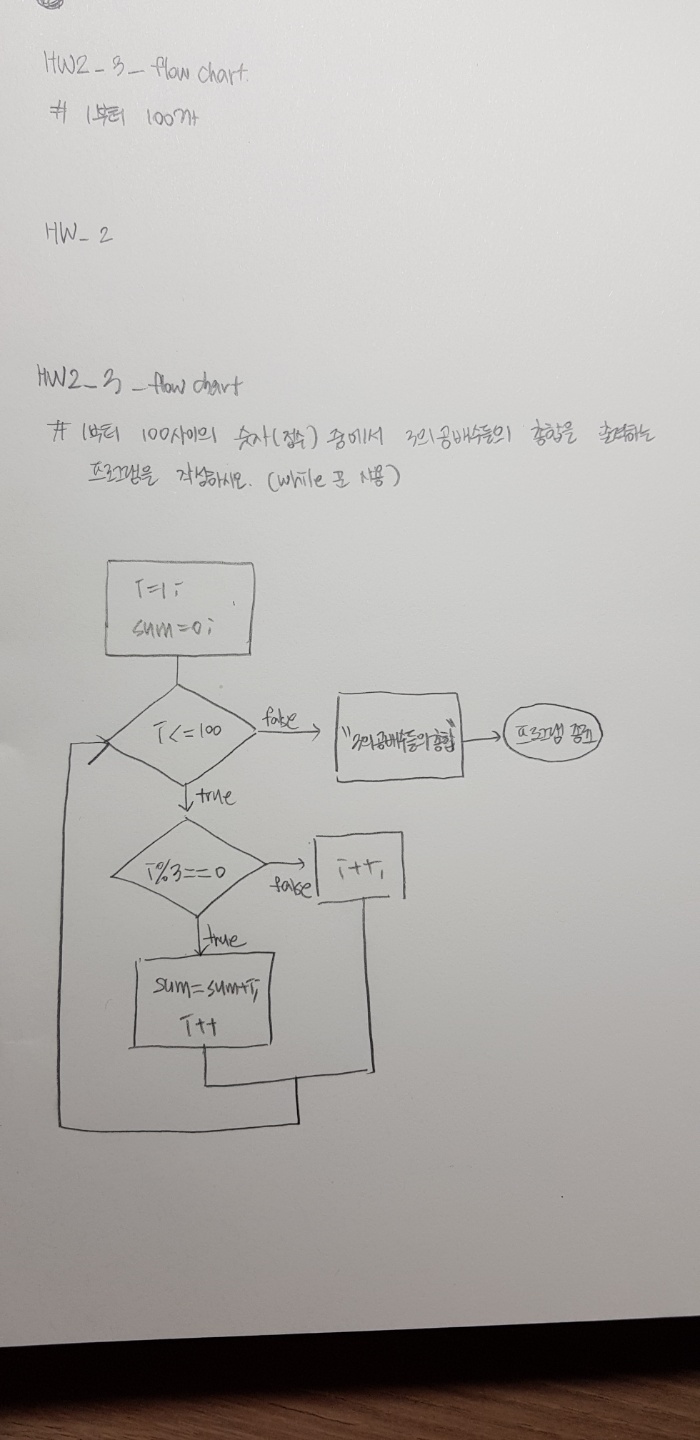 HW2_3_flow chart.
# 1부터 100까
HW_2
HW2_3_flow chart
# 1부터 100사이의 숫자(정수) 중에서 3의공배수들의 총합을 출력하는
프로그램을 작성하시오. (while 문 사용)
i=1;
sum=0;
i<=100
false
"3의공배수들의 총합"
프로그램 종료
true
i%3==0
false
i++;
true
sum=sum+i;
i++